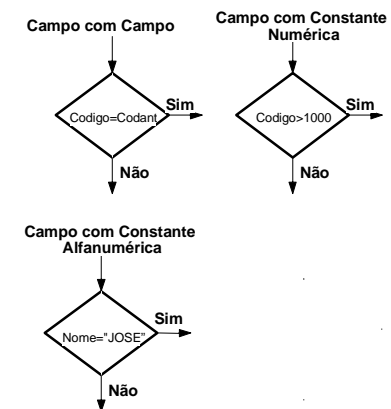 Campo com Campo
Codigo=Codant
Sim
Não
Campo com Constante
Numérica
Codigo>1000
Sim
Não
Campo com Constante
Alfanumérica
Nome="JOSE"
Sim
Não